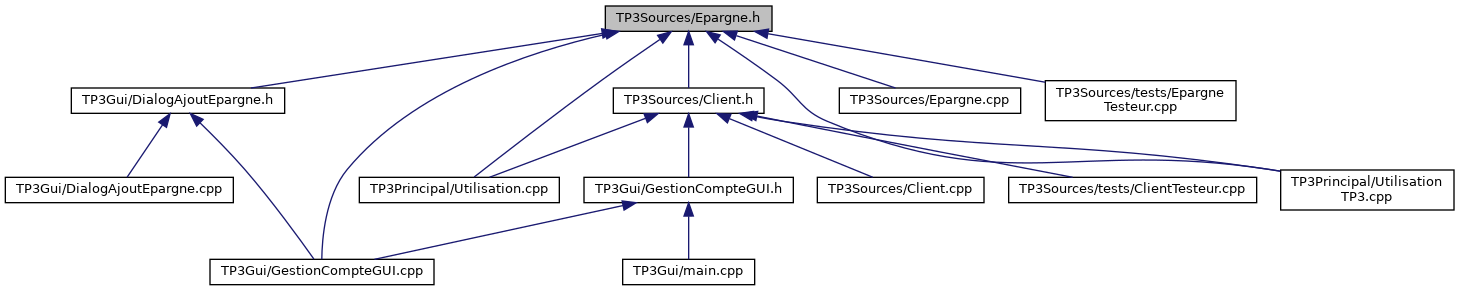 TP3Sources/Epargne.h
TP3Gui/DialogAjoutEpargne.h
TP3Sources/Client.h
TP3Sources/Epargne.cpp
TP3Sources/tests/Epargne
Testeur.cpp
TP3Gui/DialogAjoutEpargne.cpp
TP3Principal/Utilisation.cpp
TP3Gui/GestionCompteGUI.h
TP3Sources/Client.cpp
TP3Sources/tests/ClientTesteur.cpp
TP3Principal/Utilisation
TP3.cpp
TP3Gui/GestionCompteGUI.cpp
TP3Gui/main.cpp